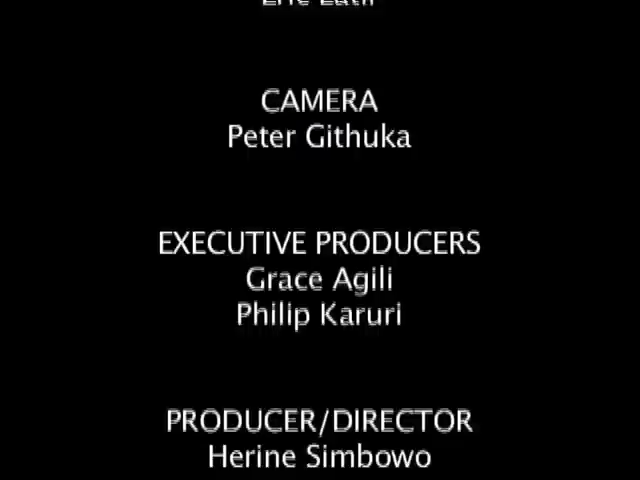 CAMERA
Peter Githuka
EXECUTIVE PRODUCERS
Grace Agili
Philip Karuri
PRODUCER/DIRECTOR
Herine Simbowo